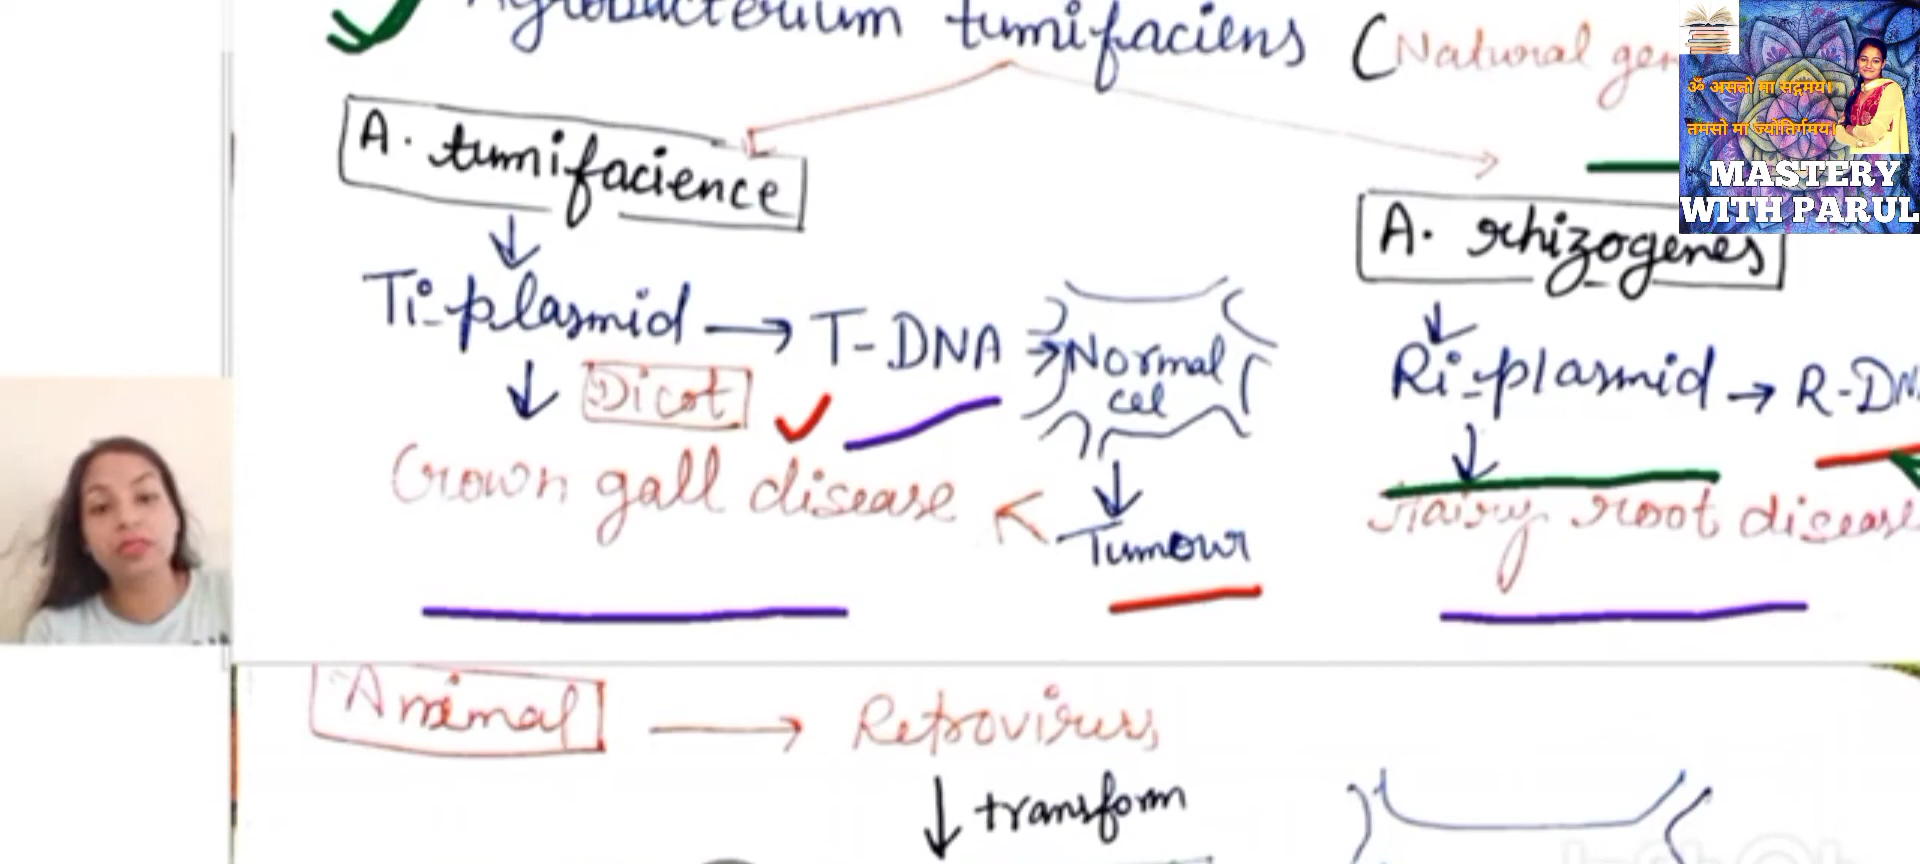 Agrobacterium tumifaciens (Natural gen
ॐ असतो मा सद्गमय।
तमसो मा ज्योतिर्गमय।
MASTERY
WITH PARUL
A. tumifacience
A. rhizogenes
Ti-plasmid → T-DNA → Normal cel
Ri-plasmid → R-DN
Dicot
Crown gall disease
Tumour
Hairy root disease
Animal → Retrovirus
transform